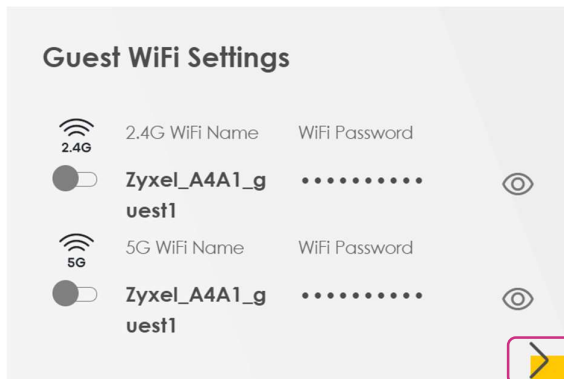 Guest WiFi Settings
2.4G
2.4G WiFi Name WiFi Password
Zyxel_A4A1_g
uest1
••••••••••
5G
5G WiFi Name WiFi Password
Zyxel_A4A1_g
uest1
••••••••••